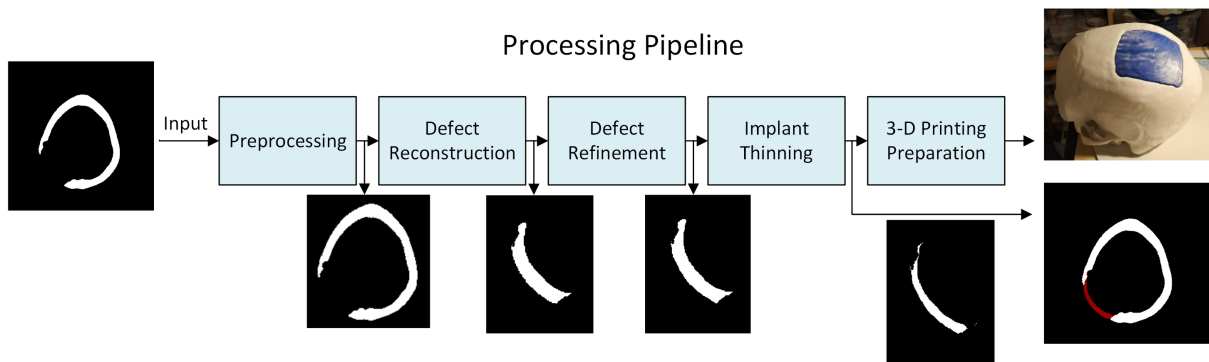 Processing Pipeline
Input
Preprocessing
Defect
Reconstruction
Defect
Refinement
Implant
Thinning
3-D Printing
Preparation